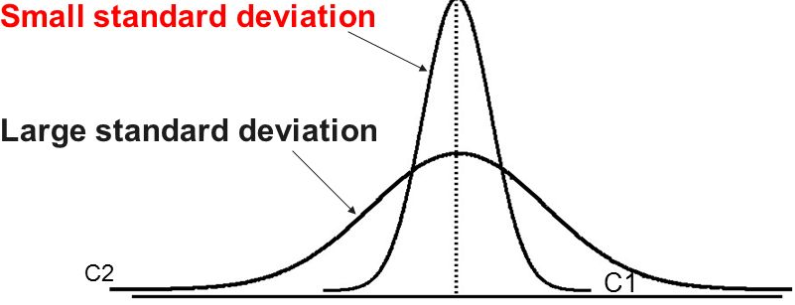 Small standard deviation
Large standard deviation
C2
C1